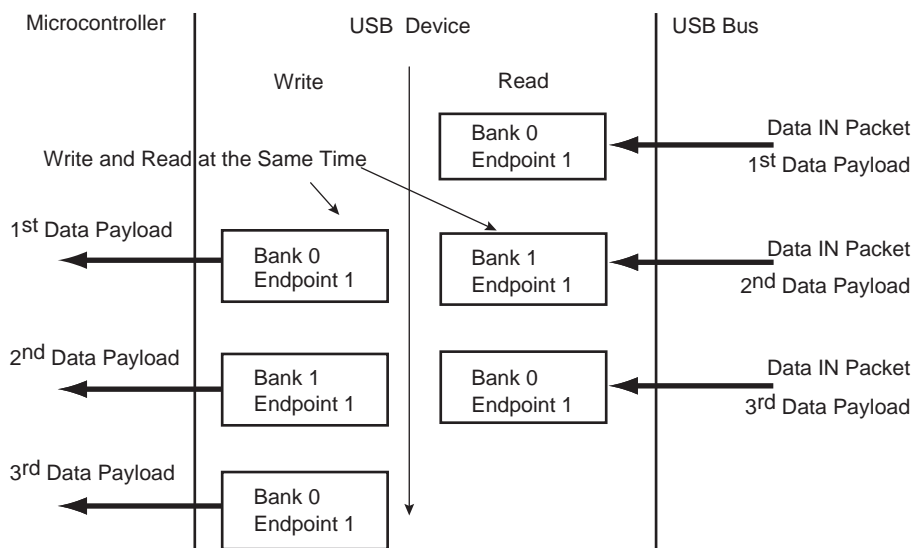 Microcontroller
USB Device
USB Bus
Write
Read
Bank 0
Endpoint 1
Data IN Packet
1st Data Payload
Write and Read at the Same Time
1st Data Payload
Bank 0
Endpoint 1
Bank 1
Endpoint 1
Data IN Packet
2nd Data Payload
2nd Data Payload
Bank 1
Endpoint 1
Bank 0
Endpoint 1
Data IN Packet
3rd Data Payload
3rd Data Payload
Bank 0
Endpoint 1